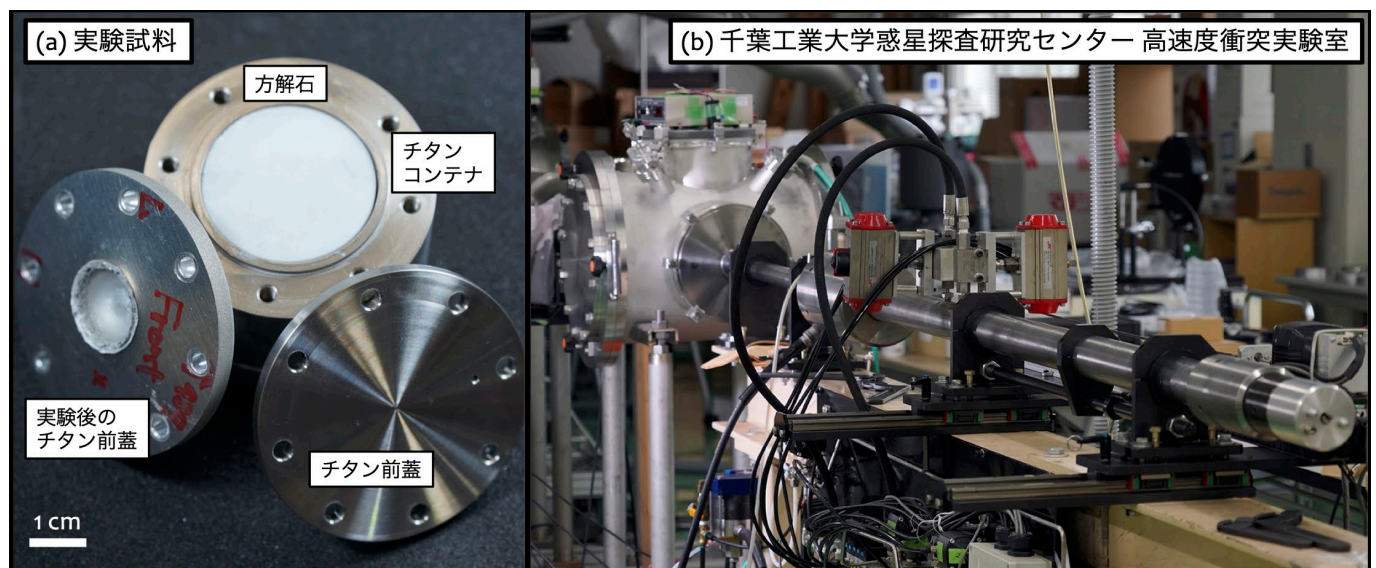 (a) 実験試料
方解石
チタン
コンテナ
Front
実験後の
チタン前蓋
チタン前蓋
1 cm
(b) 千葉工業大学惑星探査研究センター 高速度衝突実験室